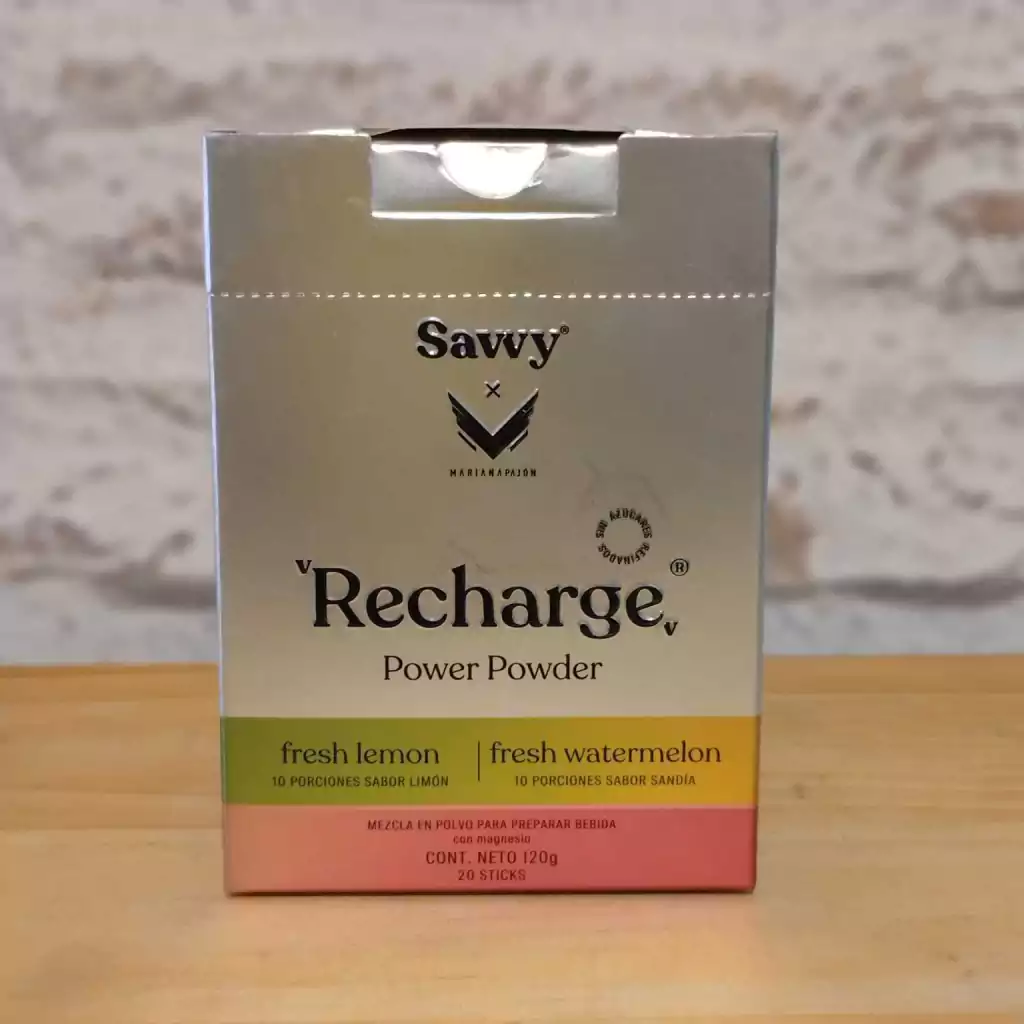 Savvy®
×
MARIANAPAJÓN
SIN AZÚCARES REFINADOS
Recharge®
Power Powder
fresh lemon | fresh watermelon
10 PORCIONES SABOR LIMÓN 10 PORCIONES SABOR SANDÍA
MEZCLA EN POLVO PARA PREPARAR BEBIDA
con magnesio
CONT. NETO 120g
20 STICKS